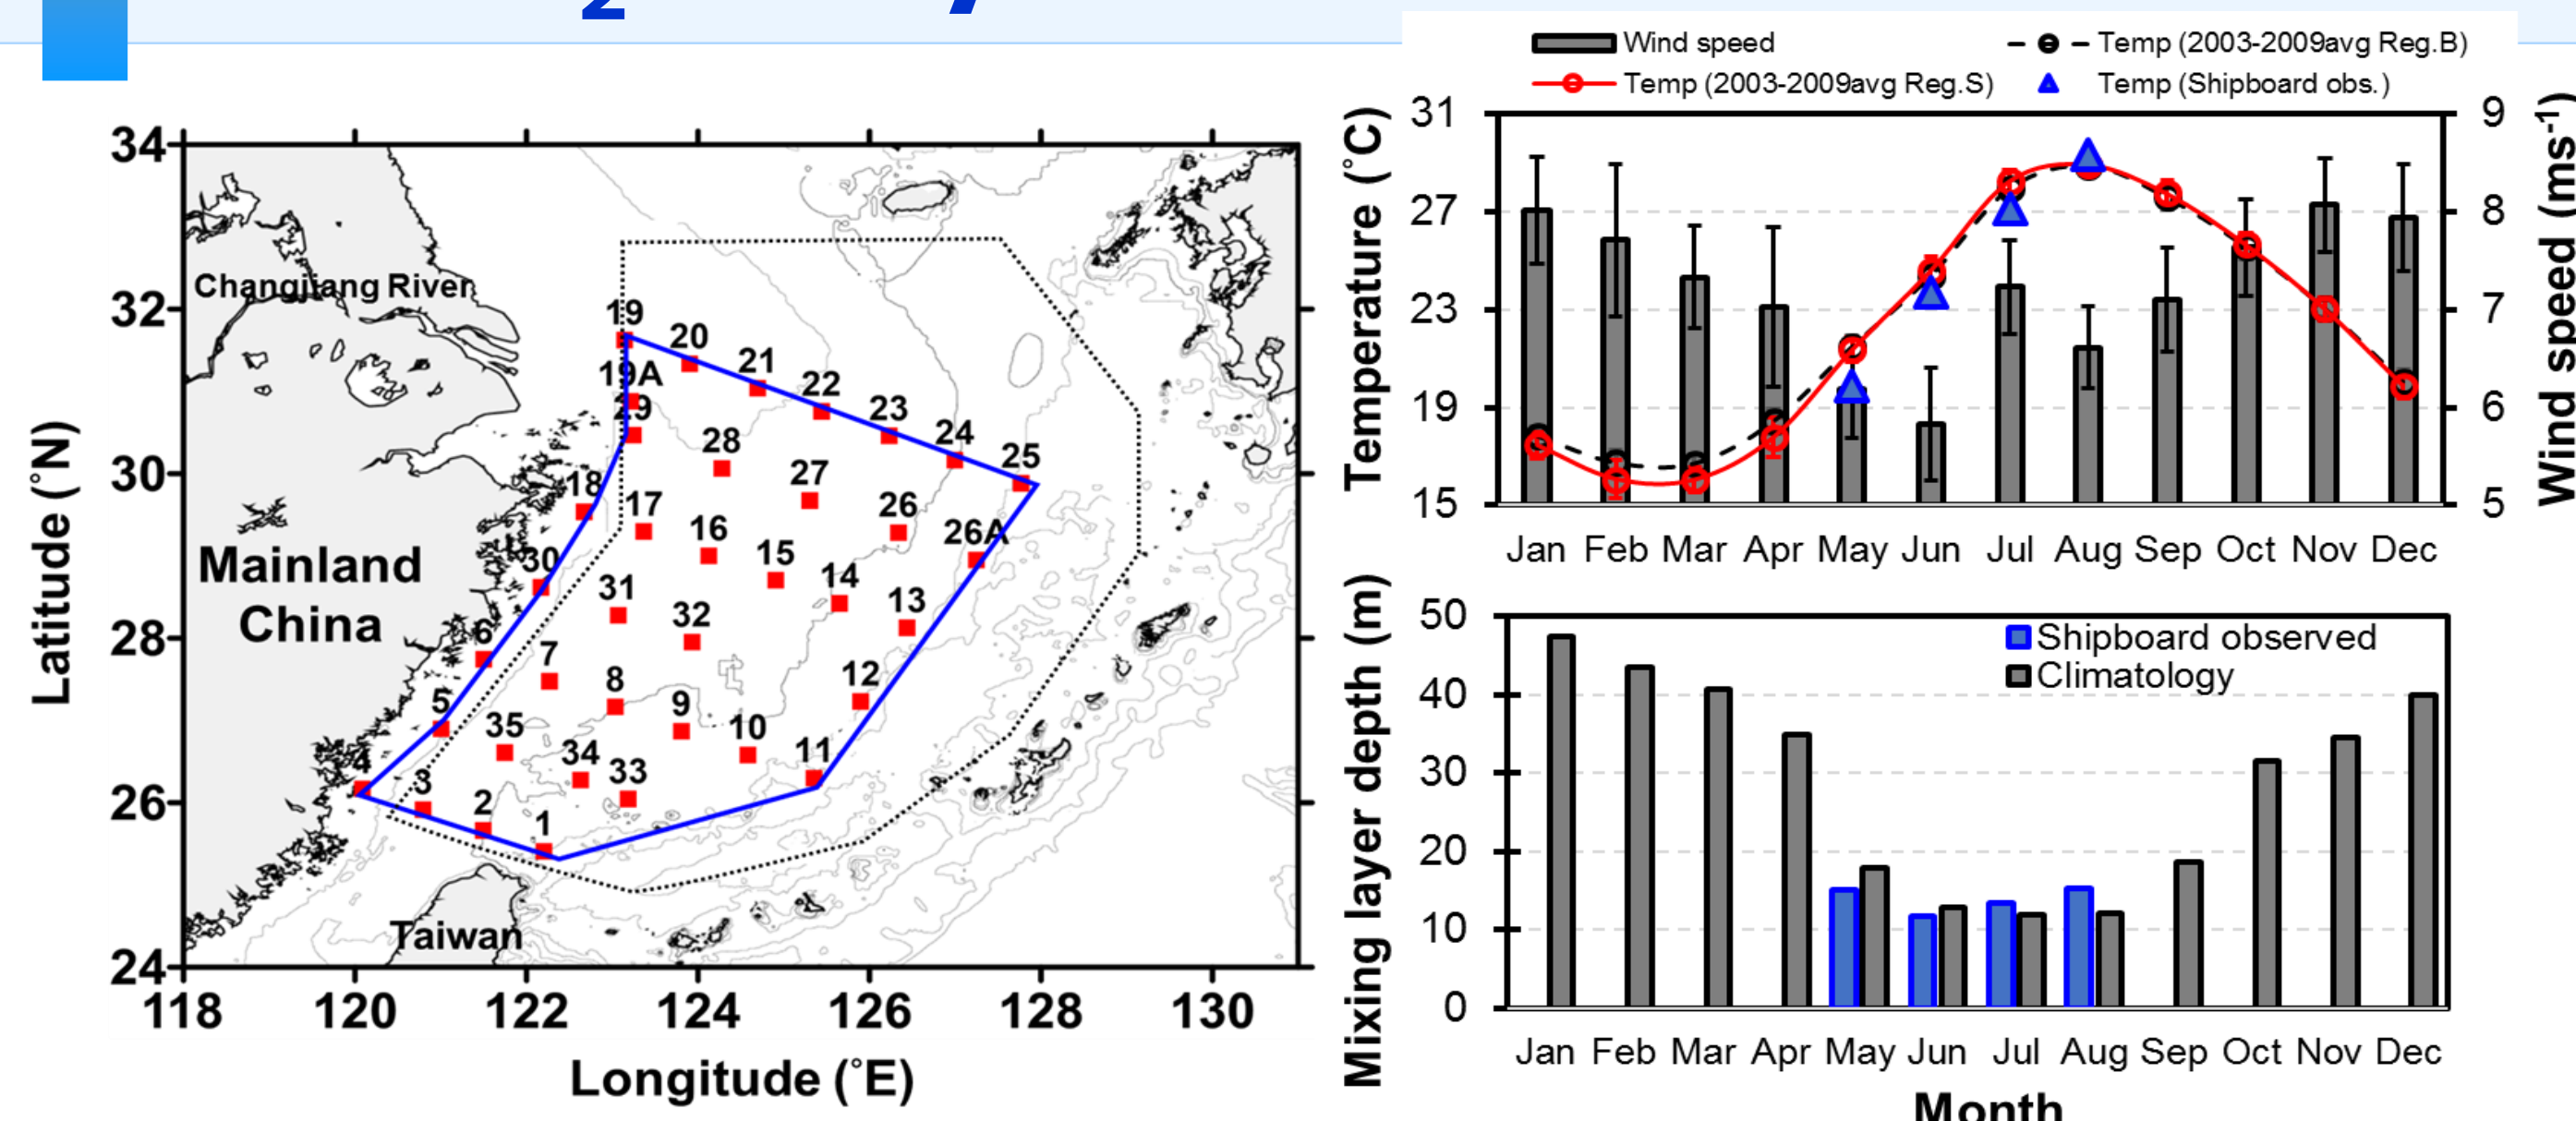 2
34
32
30
28
26
24
118 120 122 124 126 128 130
Latitude (°N)
Longitude (°E)
Changjiang River
Mainland
China
Taiwan
19
20
19A
21
29
22
23
28
24
25
27
18
17
26
16
26A
30
15
14
31
13
32
6
7
12
8
5
9
35
10
34
11
4
33
3
2
1
Wind speed
Temp (2003-2009avg Reg.B)
Temp (2003-2009avg Reg.S)
Temp (Shipboard obs.)
Temperature (°C)
31
27
23
19
15
9
8
7
6
5
Wind speed (ms-1)
Jan Feb Mar Apr May Jun Jul Aug Sep Oct Nov Dec
Mixing layer depth (m)
50
40
30
20
10
0
Shipboard observed
Climatology
Jan Feb Mar Apr May Jun Jul Aug Sep Oct Nov Dec
Month